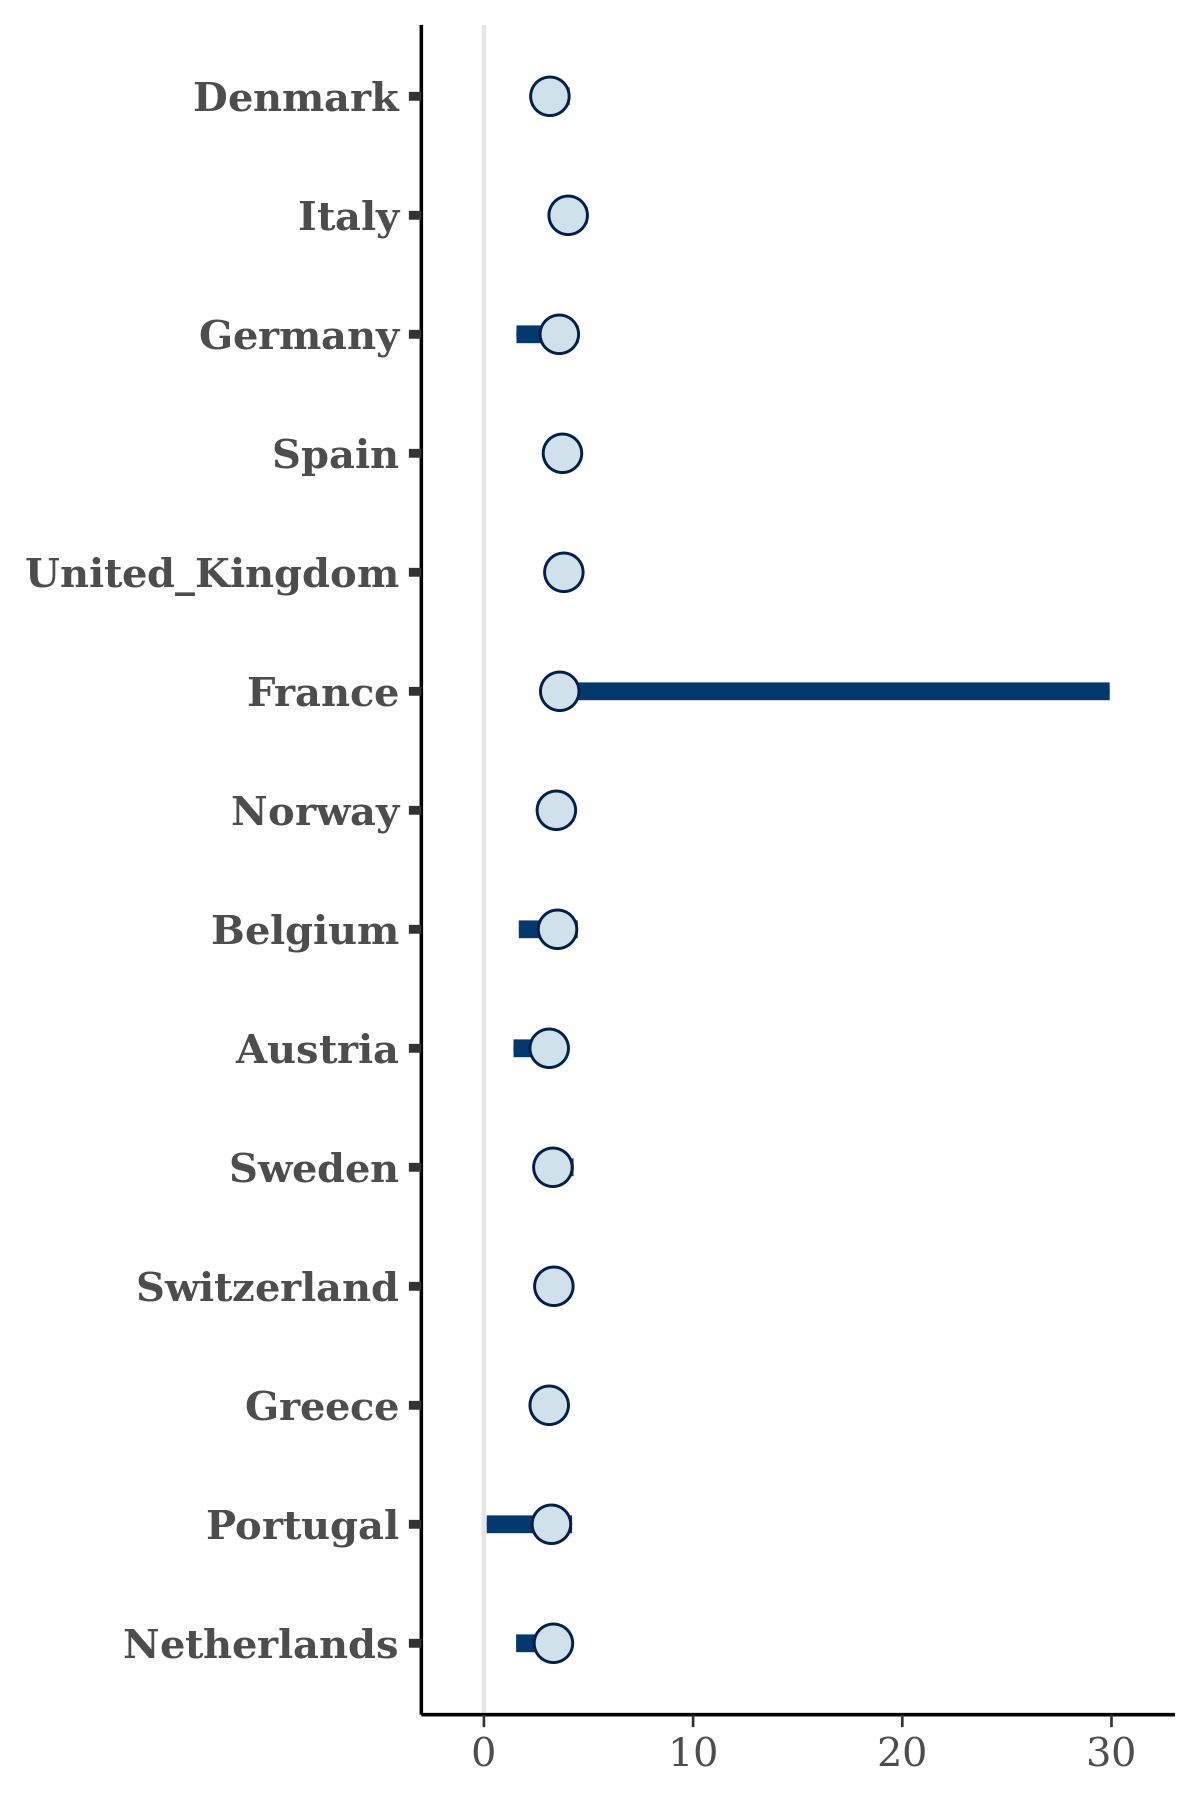 Denmark
Italy
Germany
Spain
United_Kingdom
France
Norway
Belgium
Austria
Sweden
Switzerland
Greece
Portugal
Netherlands
0 10 20 30